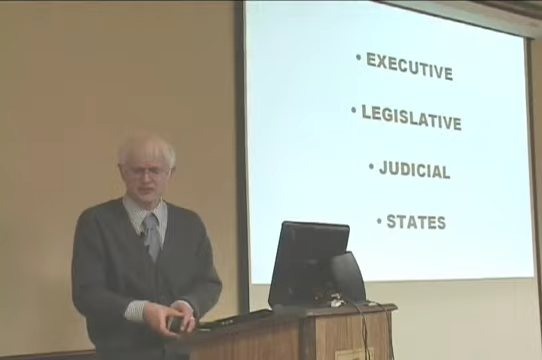 • EXECUTIVE
• LEGISLATIVE
• JUDICIAL
• STATES